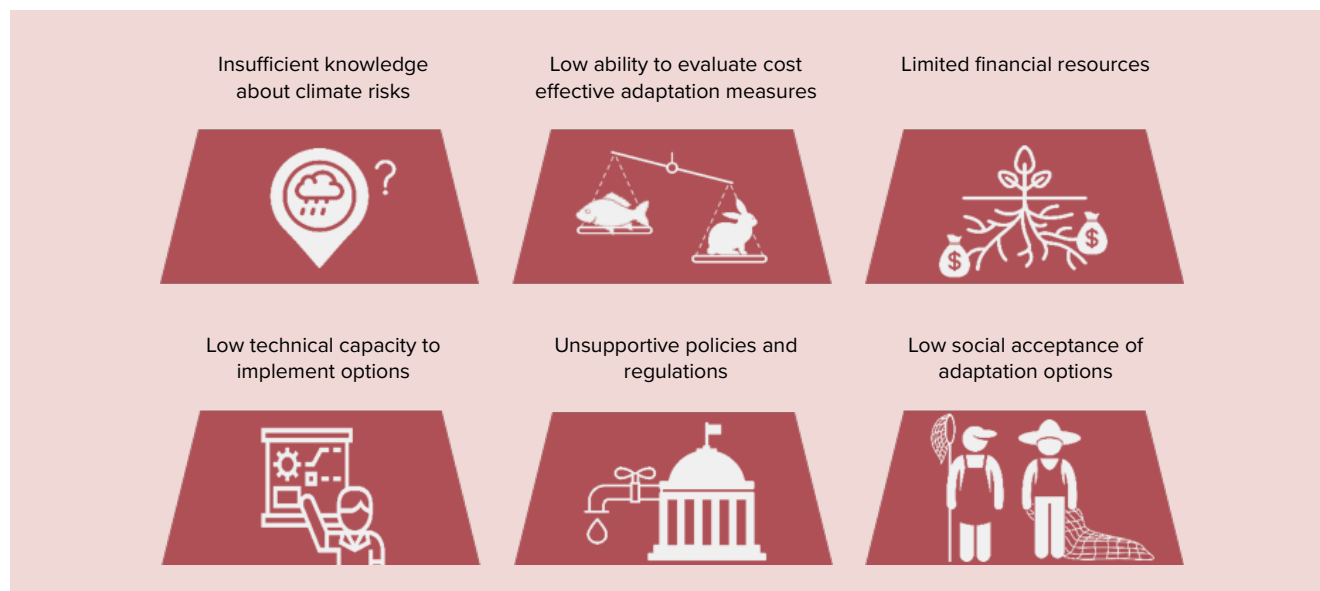 Insufficient knowledge
about climate risks
Low ability to evaluate cost
effective adaptation measures
Limited financial resources
?
$
$
Low technical capacity to
implement options
Unsupportive policies and
regulations
Low social acceptance of
adaptation options